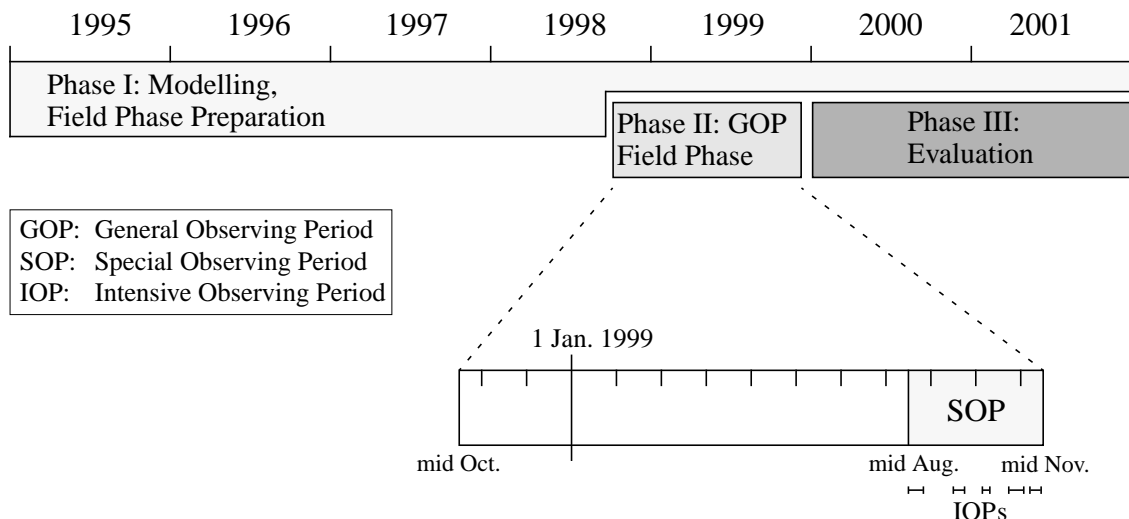 1995 1996 1997 1998 1999 2000 2001
Phase I: Modelling,
Field Phase Preparation
Phase II: GOP
Field Phase
Phase III:
Evaluation
GOP: General Observing Period
SOP: Special Observing Period
IOP: Intensive Observing Period
1 Jan. 1999
SOP
mid Oct. mid Aug. mid Nov.
IOPs